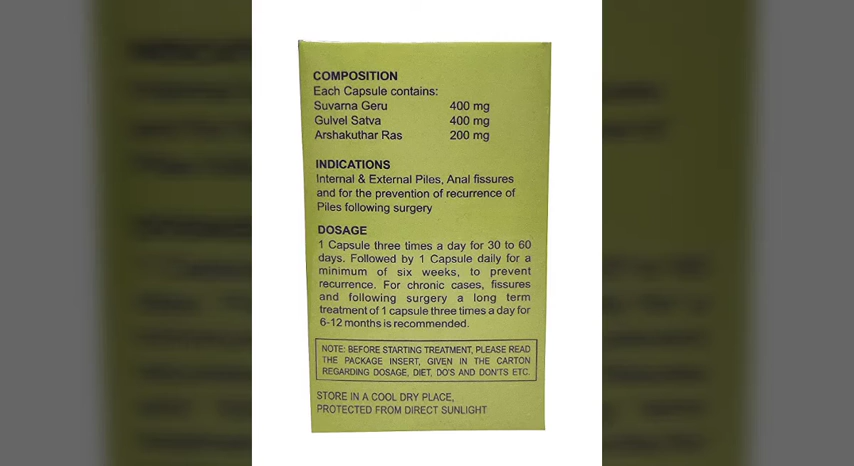 COMPOSITION
Each Capsule contains:
Suvarna Geru 400 mg
Gulvel Satva 400 mg
Arshakuthar Ras 200 mg
INDICATIONS
Internal & External Piles, Anal fissures
and for the prevention of recurrence of
Piles following surgery
DOSAGE
1 Capsule three times a day for 30 to 60
days. Followed by 1 Capsule daily for a
minimum of six weeks, to prevent
recurrence. For chronic cases, fissures
and following surgery a long term
treatment of 1 capsule three times a day for
6-12 months is recommended.
NOTE: BEFORE STARTING TREATMENT, PLEASE READ
THE PACKAGE INSERT, GIVEN IN THE CARTON
REGARDING DOSAGE, DIET, DO'S AND DON'TS ETC.
STORE IN A COOL DRY PLACE,
PROTECTED FROM DIRECT SUNLIGHT